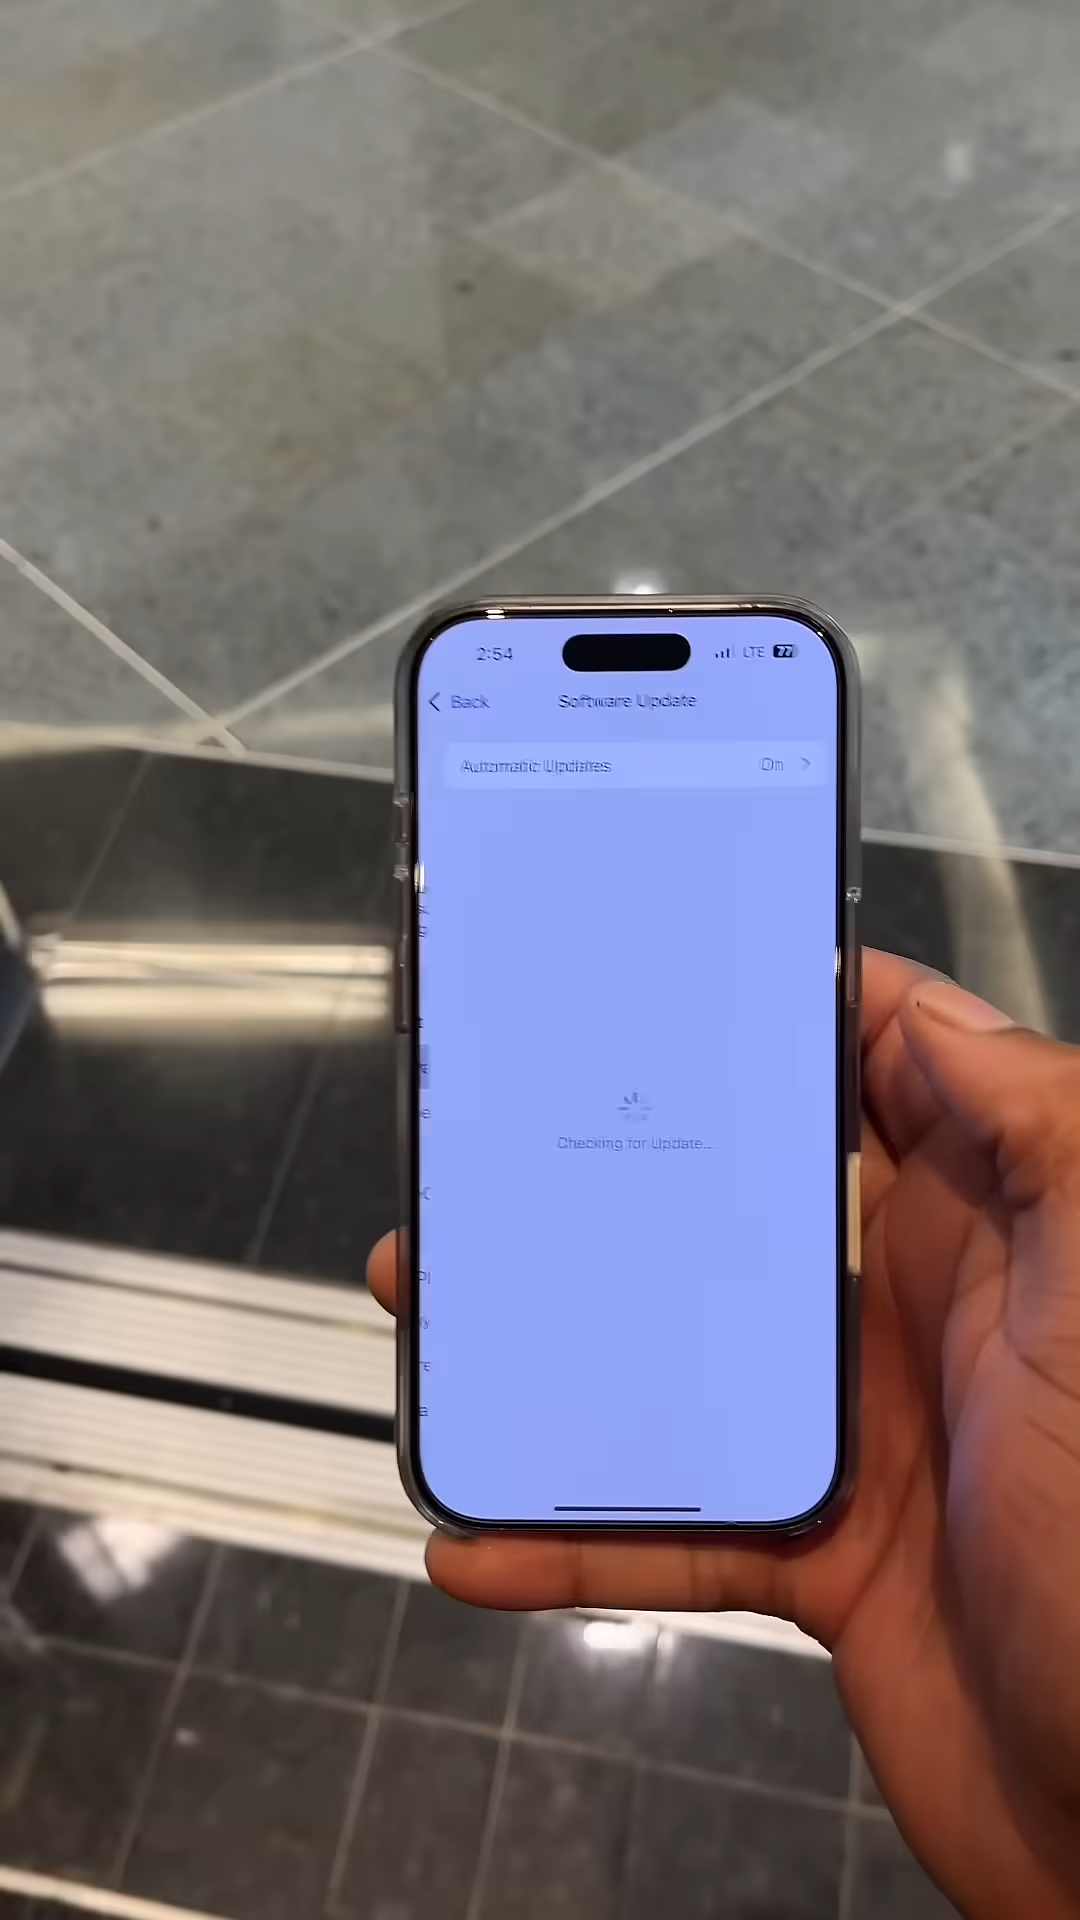 2:54 LTE 77
Back Software Update
Automatic Updates On
Checking for Update...